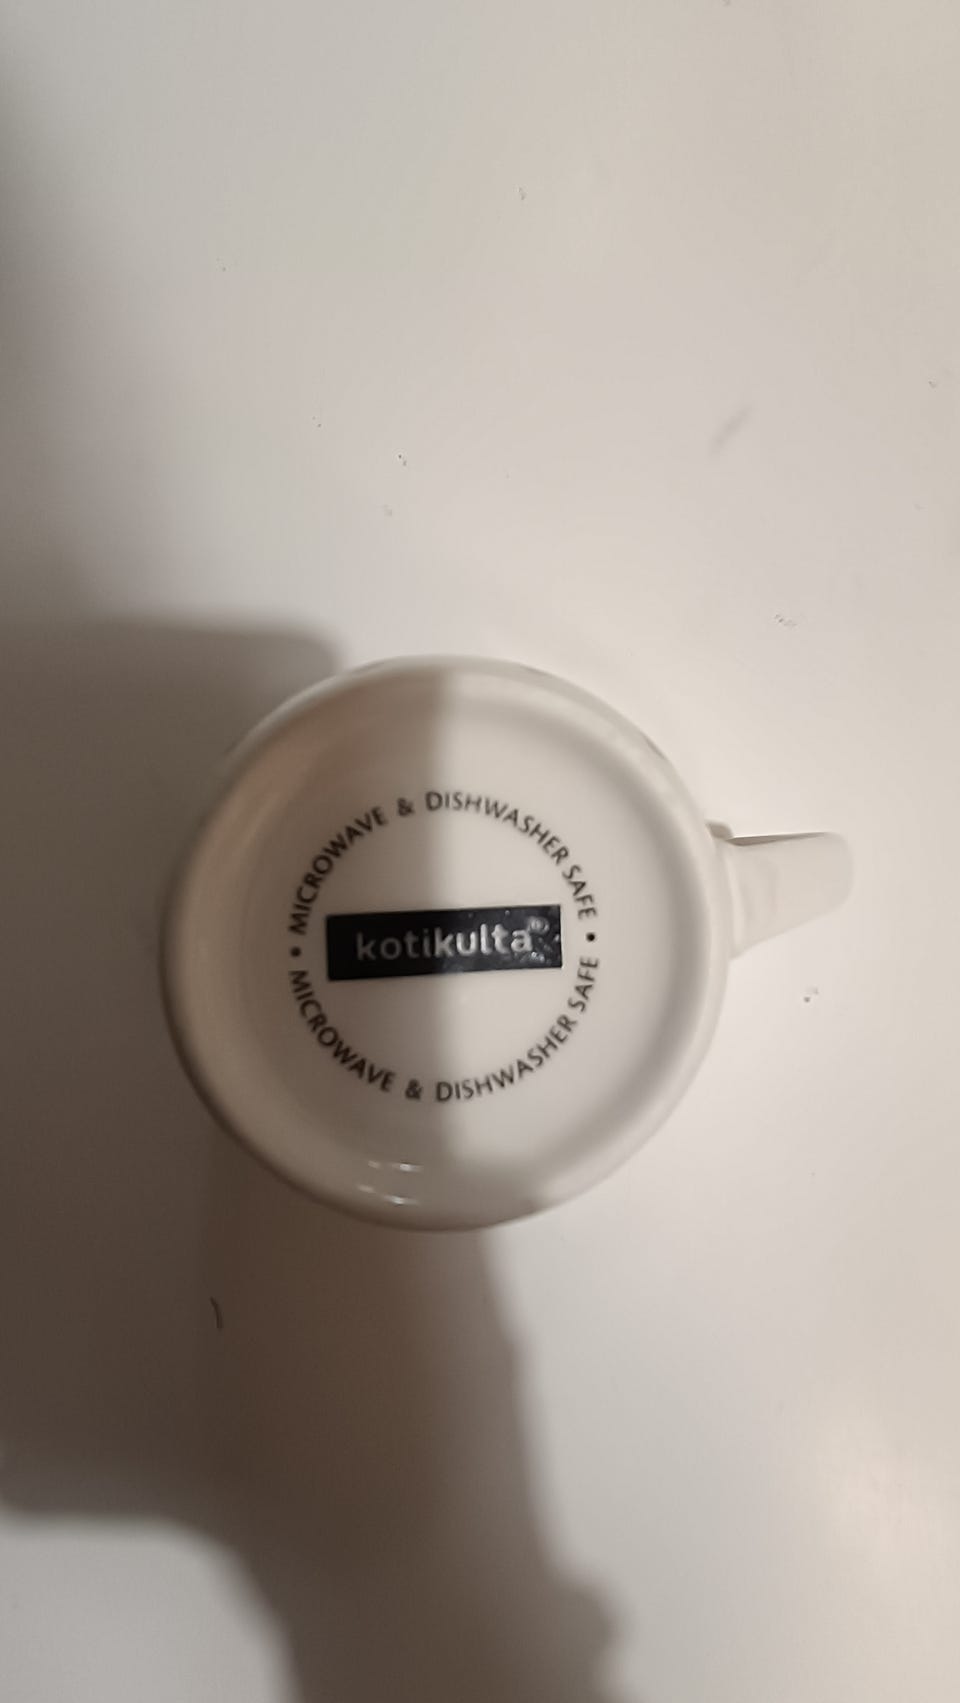 • MICROWAVE & DISHWASHER SAFE •
kotikulta®
MICROWAVE & DISHWASHER SAFE